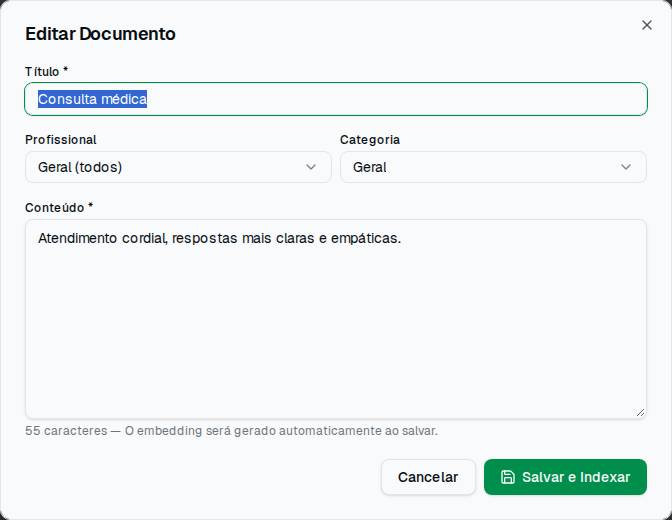 Editar Documento
Título *
Consulta médica
Profissional
Categoria
Geral (todos)
Geral
Conteúdo *
Atendimento cordial, respostas mais claras e empáticas.
55 caracteres — O embedding será gerado automaticamente ao salvar.
Cancelar
Salvar e Indexar